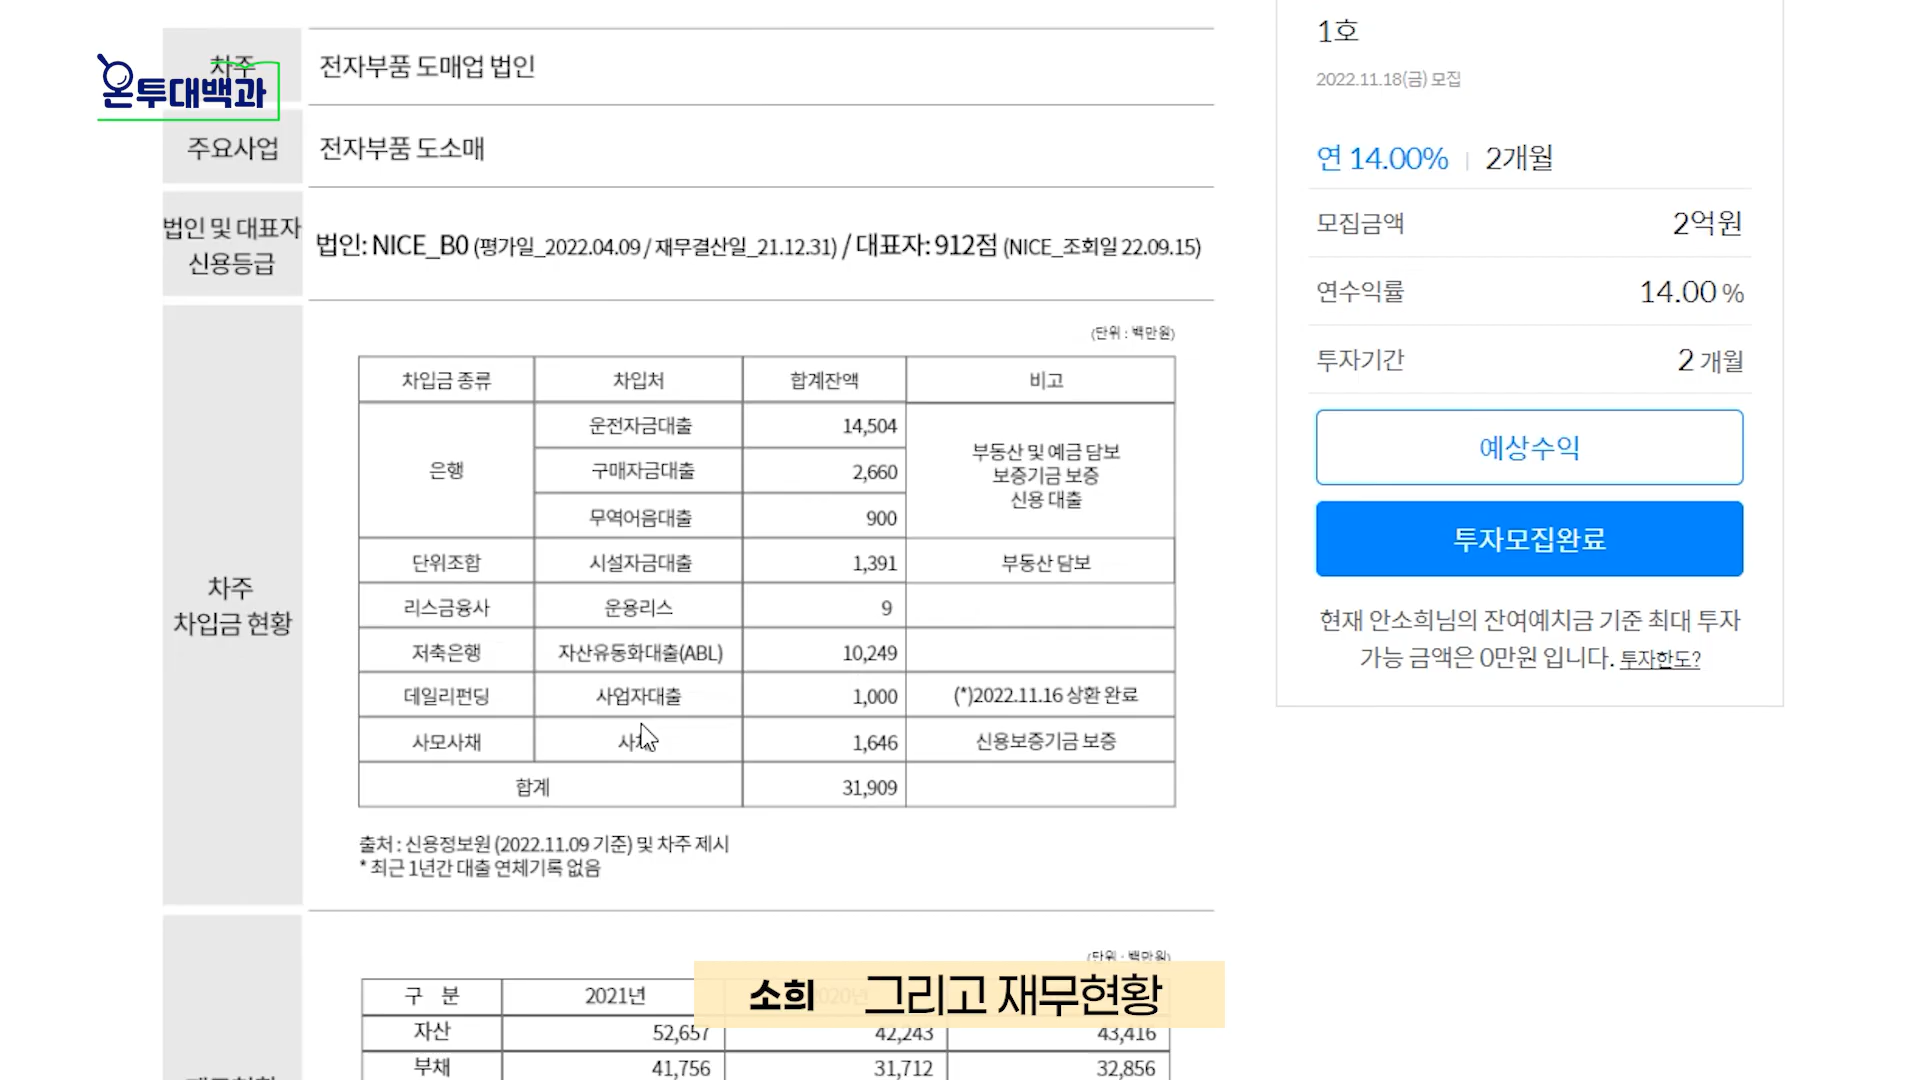 온투대백과
차주
전자부품 도매업 법인
주요사업
전자부품 도소매
법인 및 대표자
신용등급
법인: NICE_B0 (평가일_2022.04.09 / 재무결산일_21.12.31) / 대표자: 912점 (NICE_조회일 22.09.15)
차주
차입금 현황
(단위 : 백만원)
차입금 종류 차입처 합계잔액 비고
은행
운전자금대출 14,504
구매자금대출 2,660
무역어음대출 900
부동산 및 예금 담보
보증기금 보증
신용 대출
단위조합 시설자금대출 1,391 부동산 담보
리스금융사 운용리스 9
저축은행 자산유동화대출(ABL) 10,249
데일리펀딩 사업자대출 1,000 (*)2022.11.16 상환 완료
사모사채 1,646 신용보증기금 보증
합계 31,909
출처 : 신용정보원 (2022.11.09 기준) 및 차주 제시
* 최근 1년간 대출 연체기록 없음
(단위 : 백만원)
구 분 2021년 2020년
자산 52,657 42,243 43,416
부채 41,756 31,712 32,856
소희 그리고 재무현황
1호
2022.11.18(금) 모집
연 14.00% | 2개월
모집금액 2억원
연수익률 14.00 %
투자기간 2 개월
예상수익
투자모집완료
현재 안소희님의 잔여예치금 기준 최대 투자
가능 금액은 0만원 입니다. 투자한도?